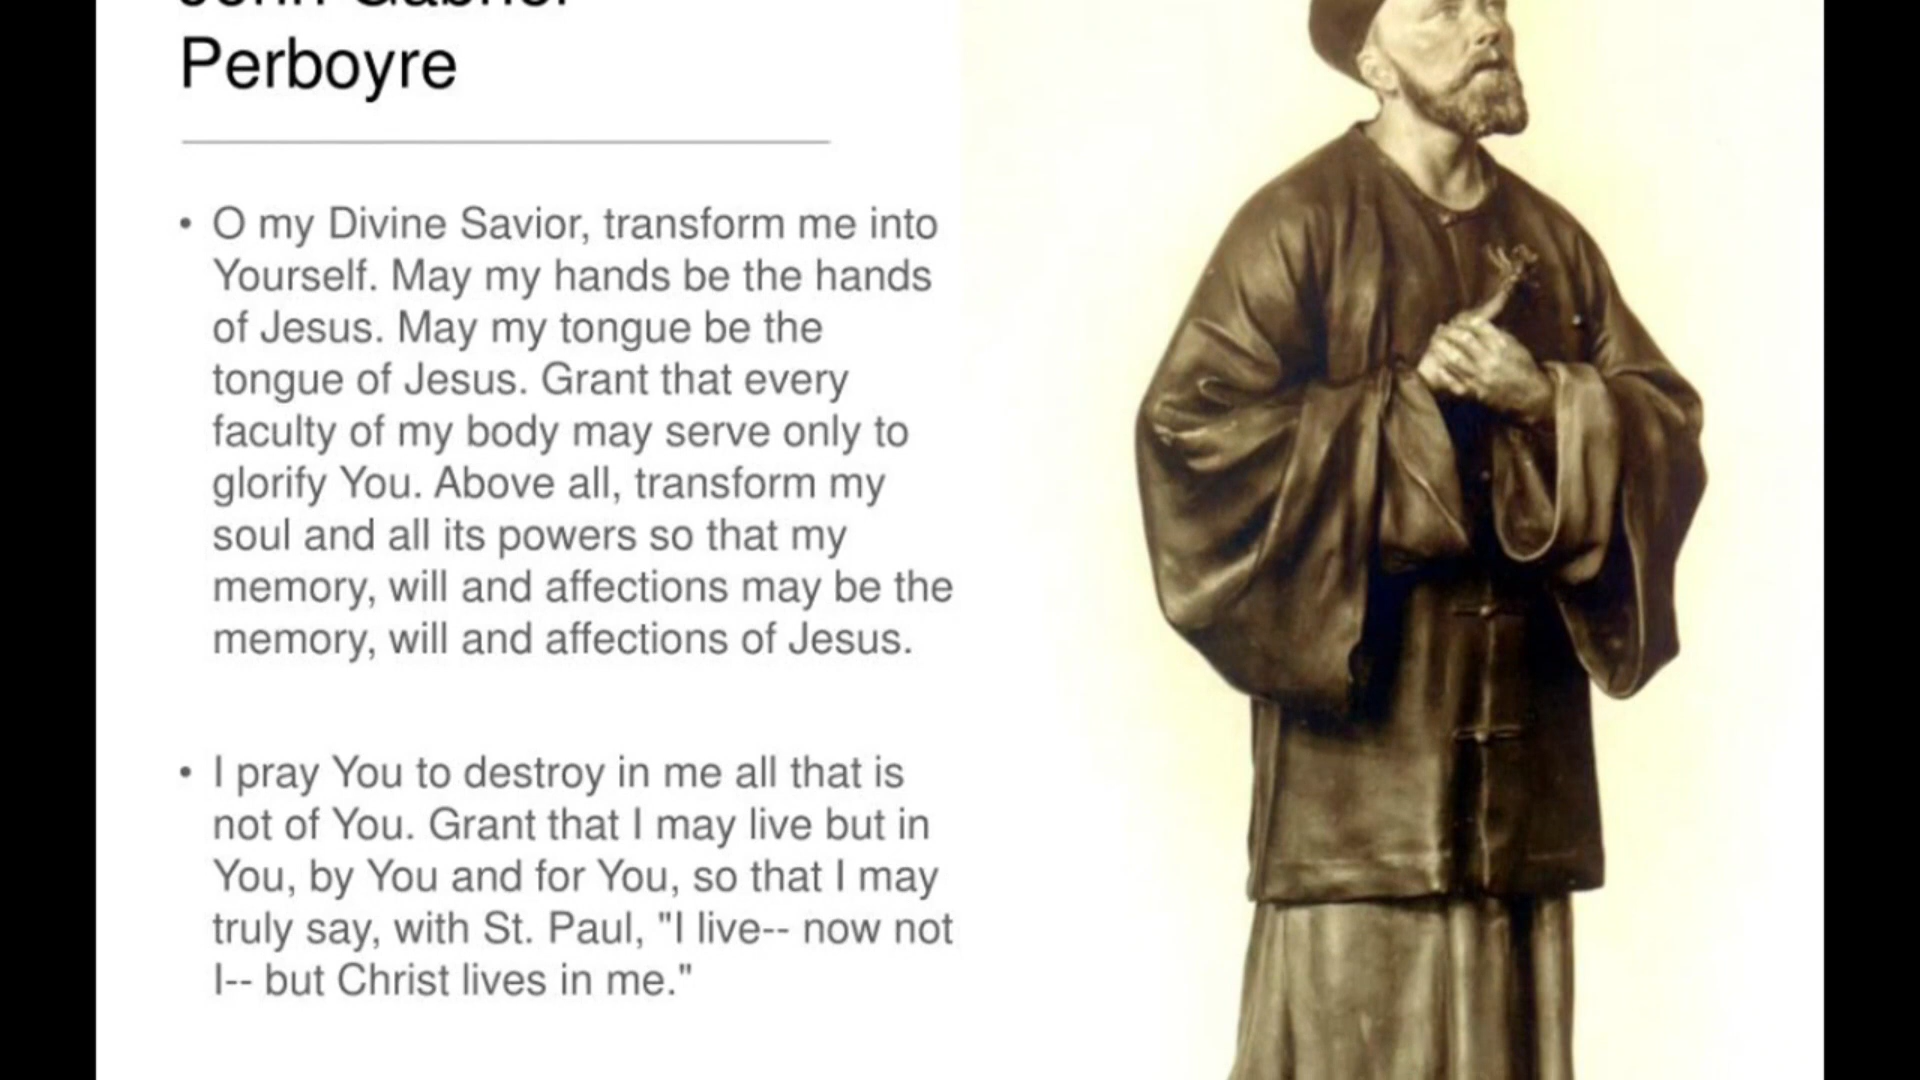 John Gabriel
Perboyre
• O my Divine Savior, transform me into
Yourself. May my hands be the hands
of Jesus. May my tongue be the
tongue of Jesus. Grant that every
faculty of my body may serve only to
glorify You. Above all, transform my
soul and all its powers so that my
memory, will and affections may be the
memory, will and affections of Jesus.
• I pray You to destroy in me all that is
not of You. Grant that I may live but in
You, by You and for You, so that I may
truly say, with St. Paul, "I live-- now not
I-- but Christ lives in me."